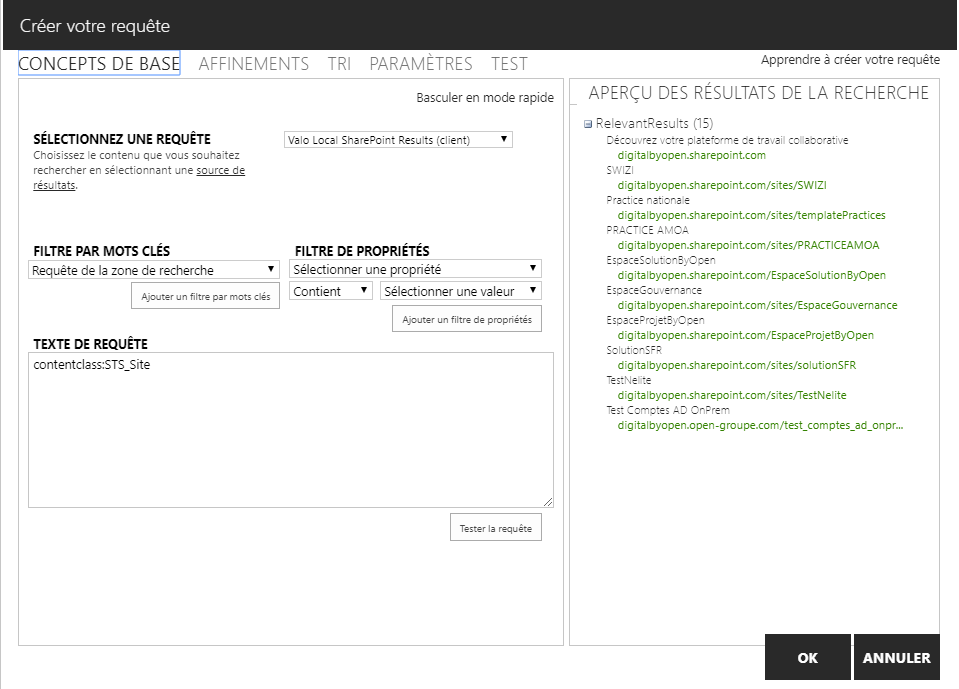 Créer votre requête
CONCEPTS DE BASE AFFINEMENTS TRI PARAMÈTRES TEST
Apprendre à créer votre requête
Basculer en mode rapide
SÉLECTIONNEZ UNE REQUÊTE
Choisissez le contenu que vous souhaitez
rechercher en sélectionnant une source de
résultats.
Valo Local SharePoint Results (client)
FILTRE PAR MOTS CLÉS
Requête de la zone de recherche
Ajouter un filtre par mots clés
FILTRE DE PROPRIÉTÉS
Sélectionner une propriété
Contient Sélectionner une valeur
Ajouter un filtre de propriétés
TEXTE DE REQUÊTE
contentclass:STS_Site
Tester la requête
APERÇU DES RÉSULTATS DE LA RECHERCHE
RelevantResults (15)
Découvrez votre plateforme de travail collaborative
digitalbyopen.sharepoint.com
SWIZI
digitalbyopen.sharepoint.com/sites/SWIZI
Practice nationale
digitalbyopen.sharepoint.com/sites/templatePractices
PRACTICE AMOA
digitalbyopen.sharepoint.com/sites/PRACTICEAMOA
EspaceSolutionByOpen
digitalbyopen.sharepoint.com/EspaceSolutionByOpen
EspaceGouvernance
digitalbyopen.sharepoint.com/sites/EspaceGouvernance
EspaceProjetByOpen
digitalbyopen.sharepoint.com/EspaceProjetByOpen
SolutionSFR
digitalbyopen.sharepoint.com/sites/solutionSFR
TestNelite
digitalbyopen.sharepoint.com/sites/TestNelite
Test Comptes AD OnPrem
digitalbyopen.open-groupe.com/test_comptes_ad_onpr...
OK ANNULER